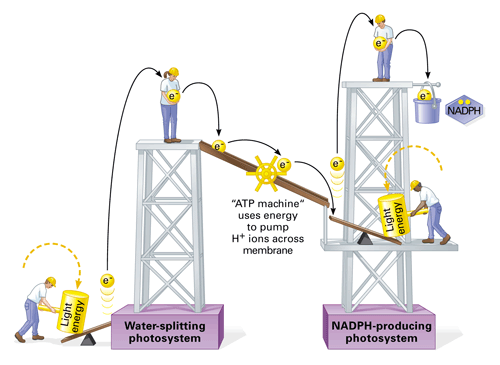 e⁻
e⁻
e⁻
e⁻
NADPH
e⁻
e⁻
e⁻
"ATP machine"
uses energy
to pump
H⁺ ions across
membrane
Light
energy
e⁻
Light
energy
Water-splitting
photosystem
NADPH-producing
photosystem